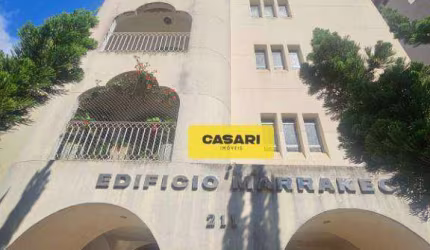 CASARI
IMÓVEIS
EDIFICIO MARRAKEC
211